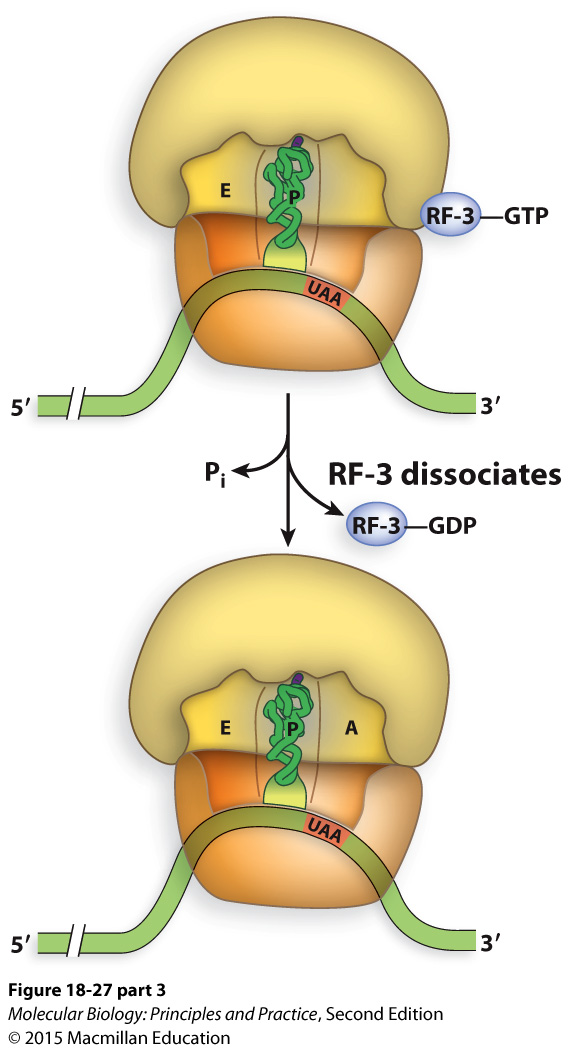 E
P
RF-3—GTP
UAA
5′
3′
Pi
RF-3 dissociates
RF-3—GDP
E
P
A
UAA
5′
3′
Figure 18-27 part 3
Molecular Biology: Principles and Practice, Second Edition
© 2015 Macmillan Education